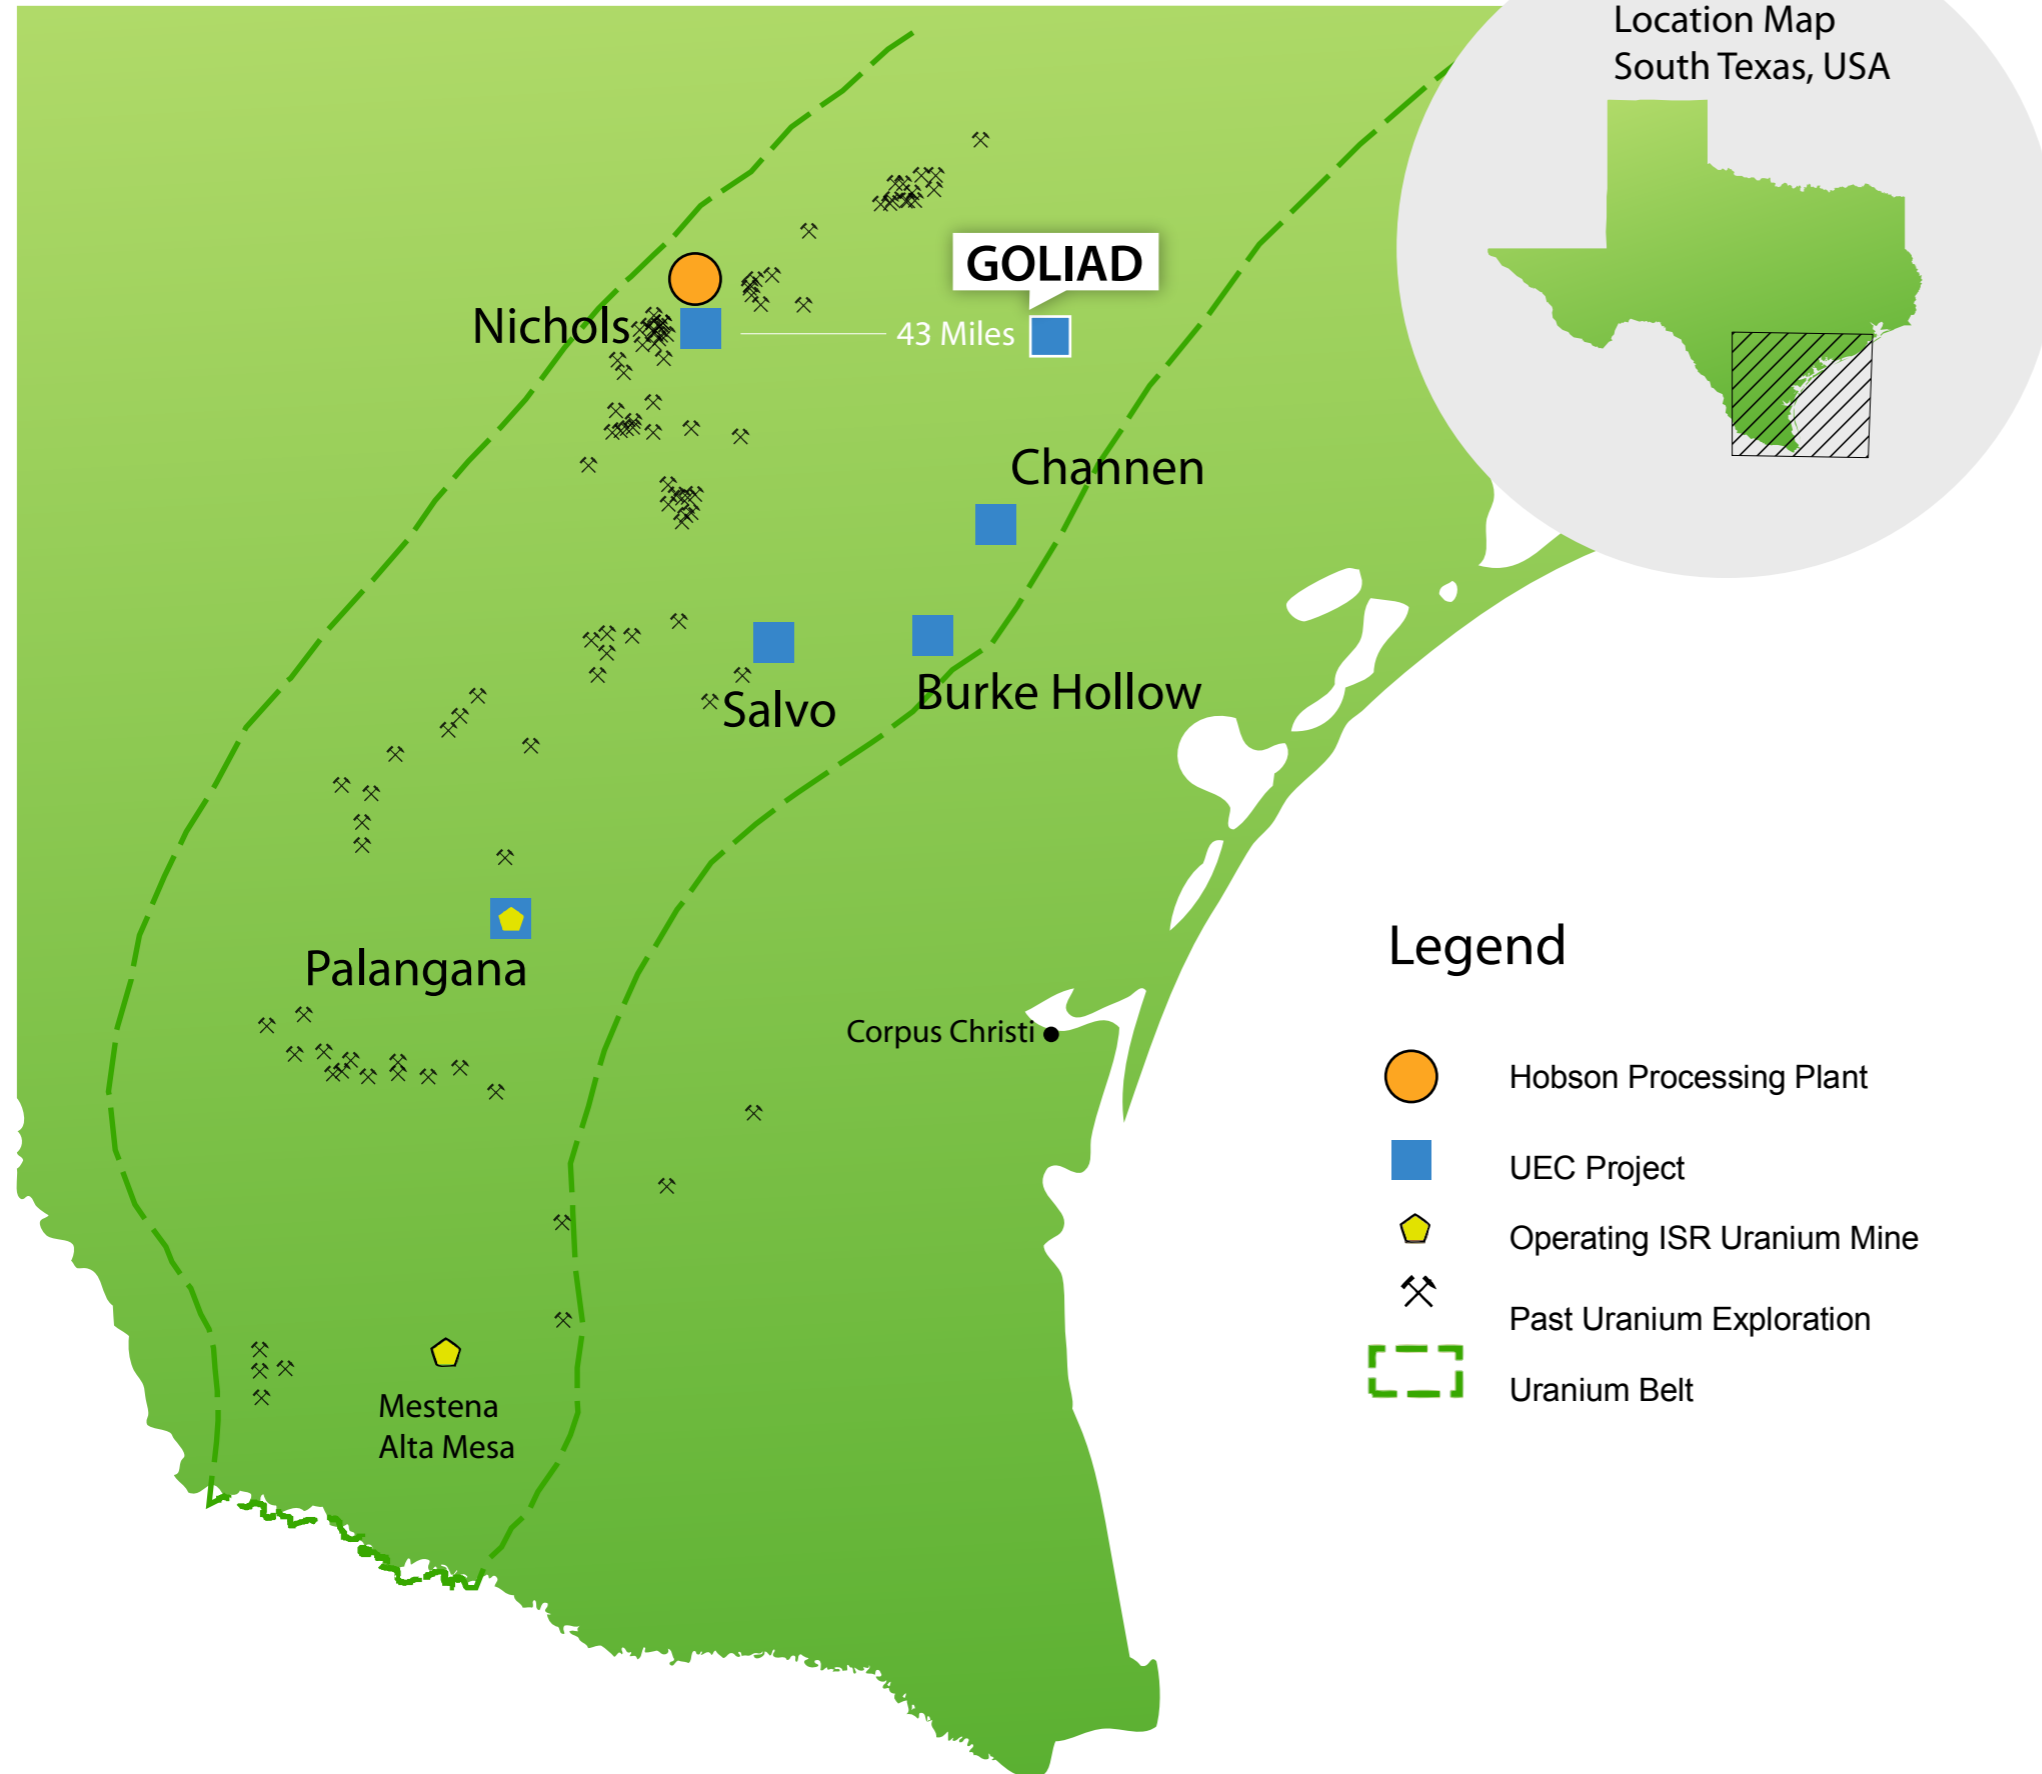 Location Map
South Texas, USA
GOLIAD
Nichols
43 Miles
Channen
Salvo
Burke Hollow
Palangana
Corpus Christi
Mestena
Alta Mesa
Legend
Hobson Processing Plant
UEC Project
Operating ISR Uranium Mine
Past Uranium Exploration
Uranium Belt